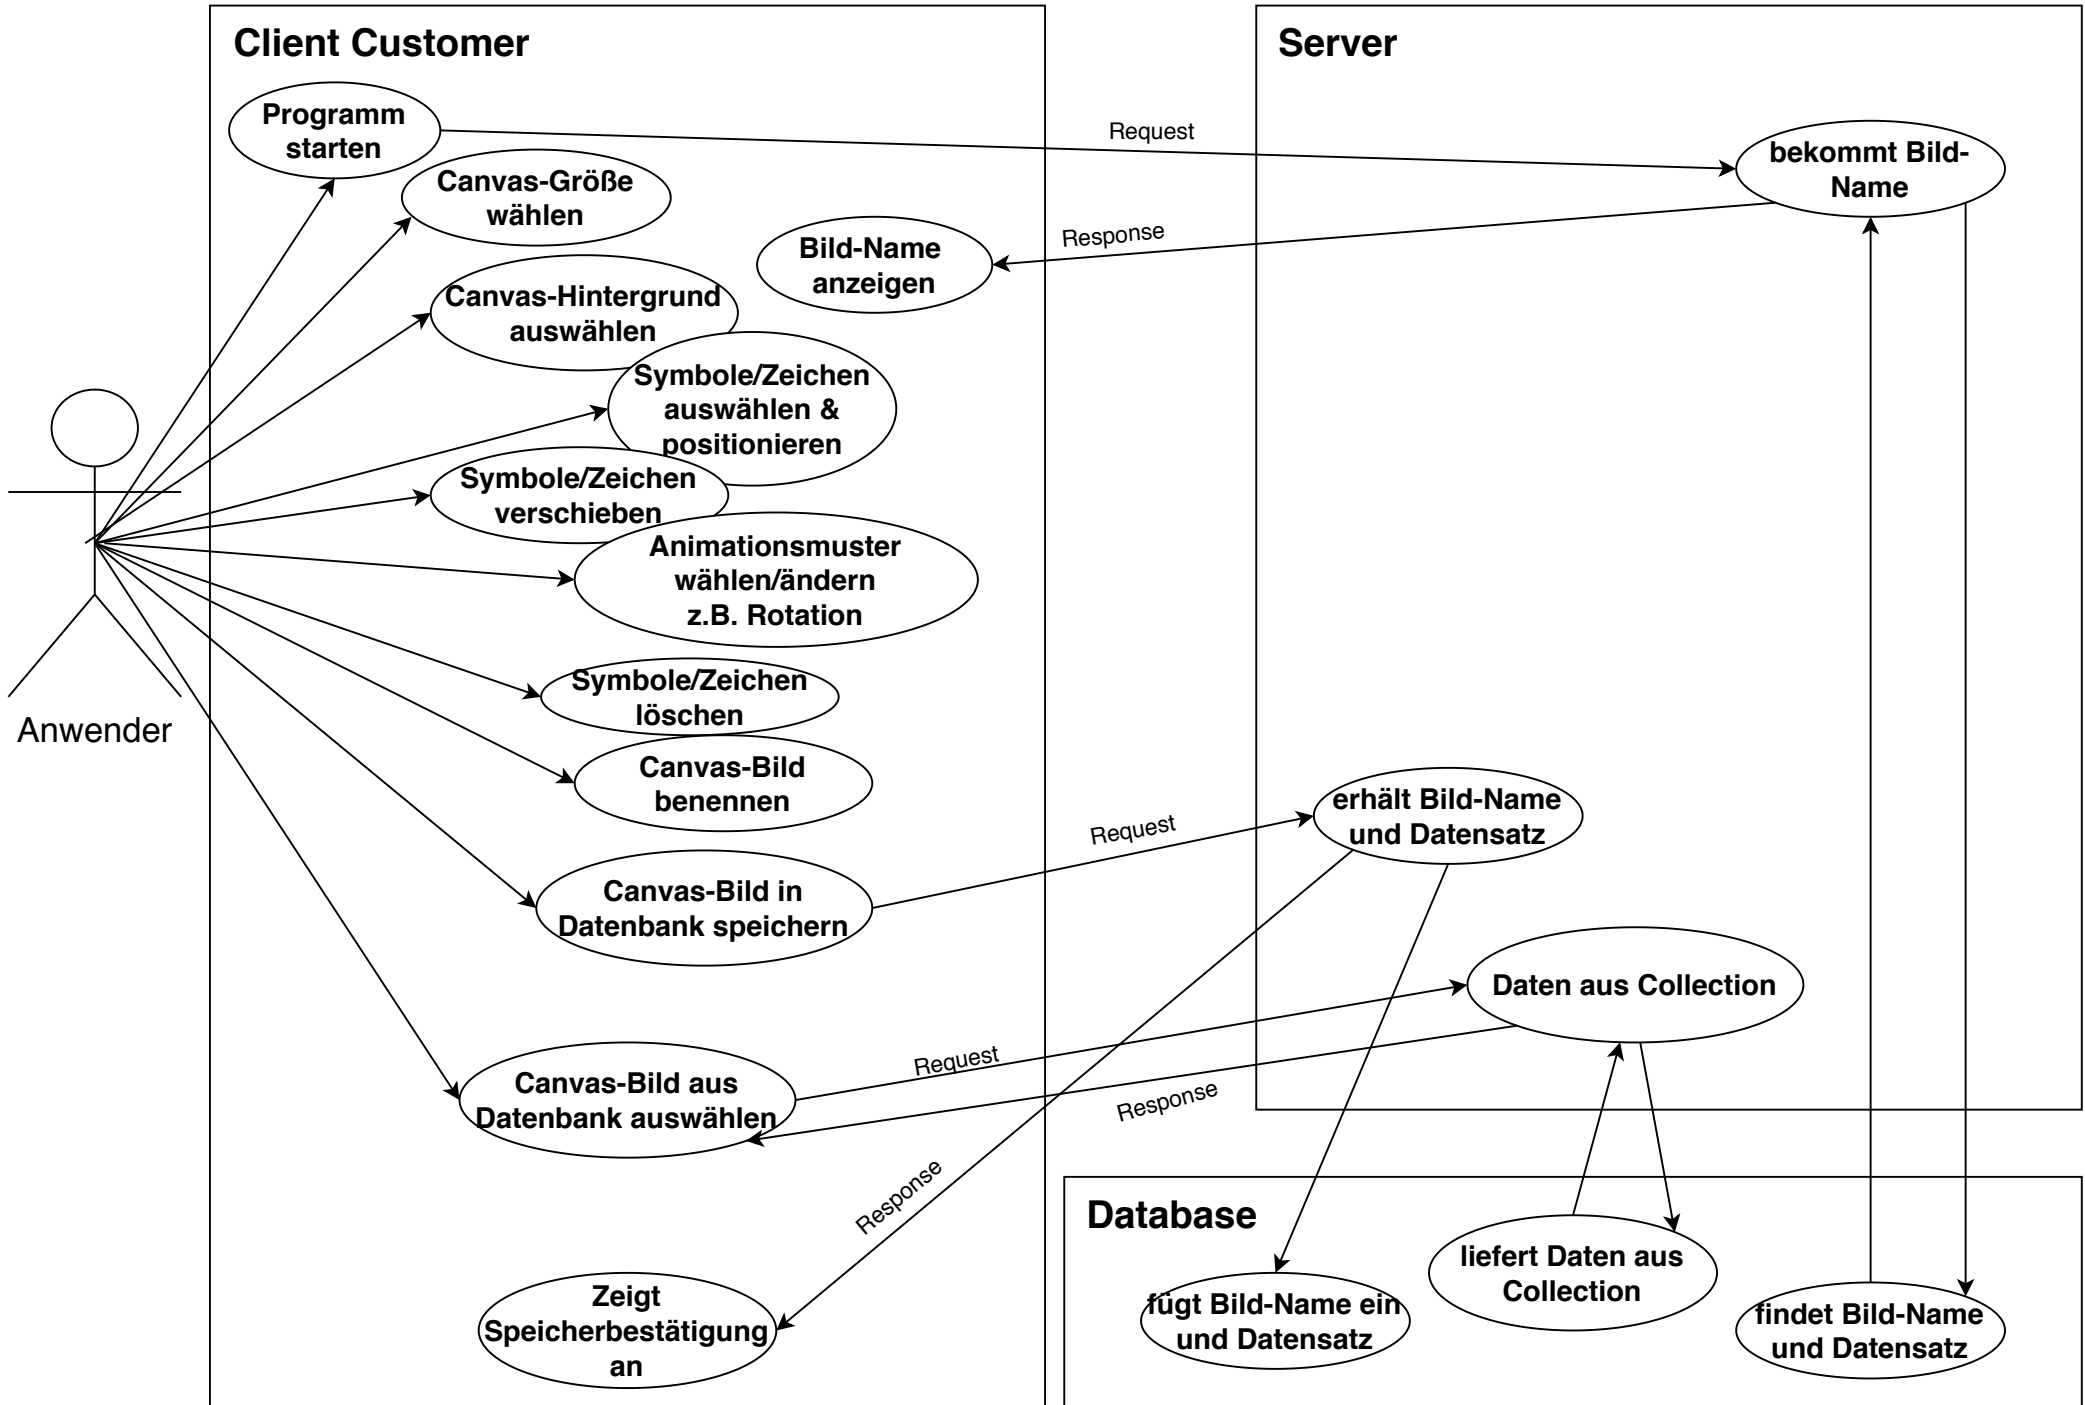 Client Customer
Programm
starten
Canvas-Größe
wählen
Bild-Name
anzeigen
Canvas-Hintergrund
auswählen
Symbole/Zeichen
auswählen &
positionieren
Symbole/Zeichen
verschieben
Animationsmuster
wählen/ändern
z.B. Rotation
Symbole/Zeichen
löschen
Canvas-Bild
benennen
Canvas-Bild in
Datenbank speichern
Canvas-Bild aus
Datenbank auswählen
Zeigt
Speicherbestätigung
an
Anwender
Request
Response
Request
Request
Response
Response
Server
bekommt Bild-
Name
erhält Bild-Name
und Datensatz
Daten aus Collection
Database
fügt Bild-Name ein
und Datensatz
liefert Daten aus
Collection
findet Bild-Name
und Datensatz